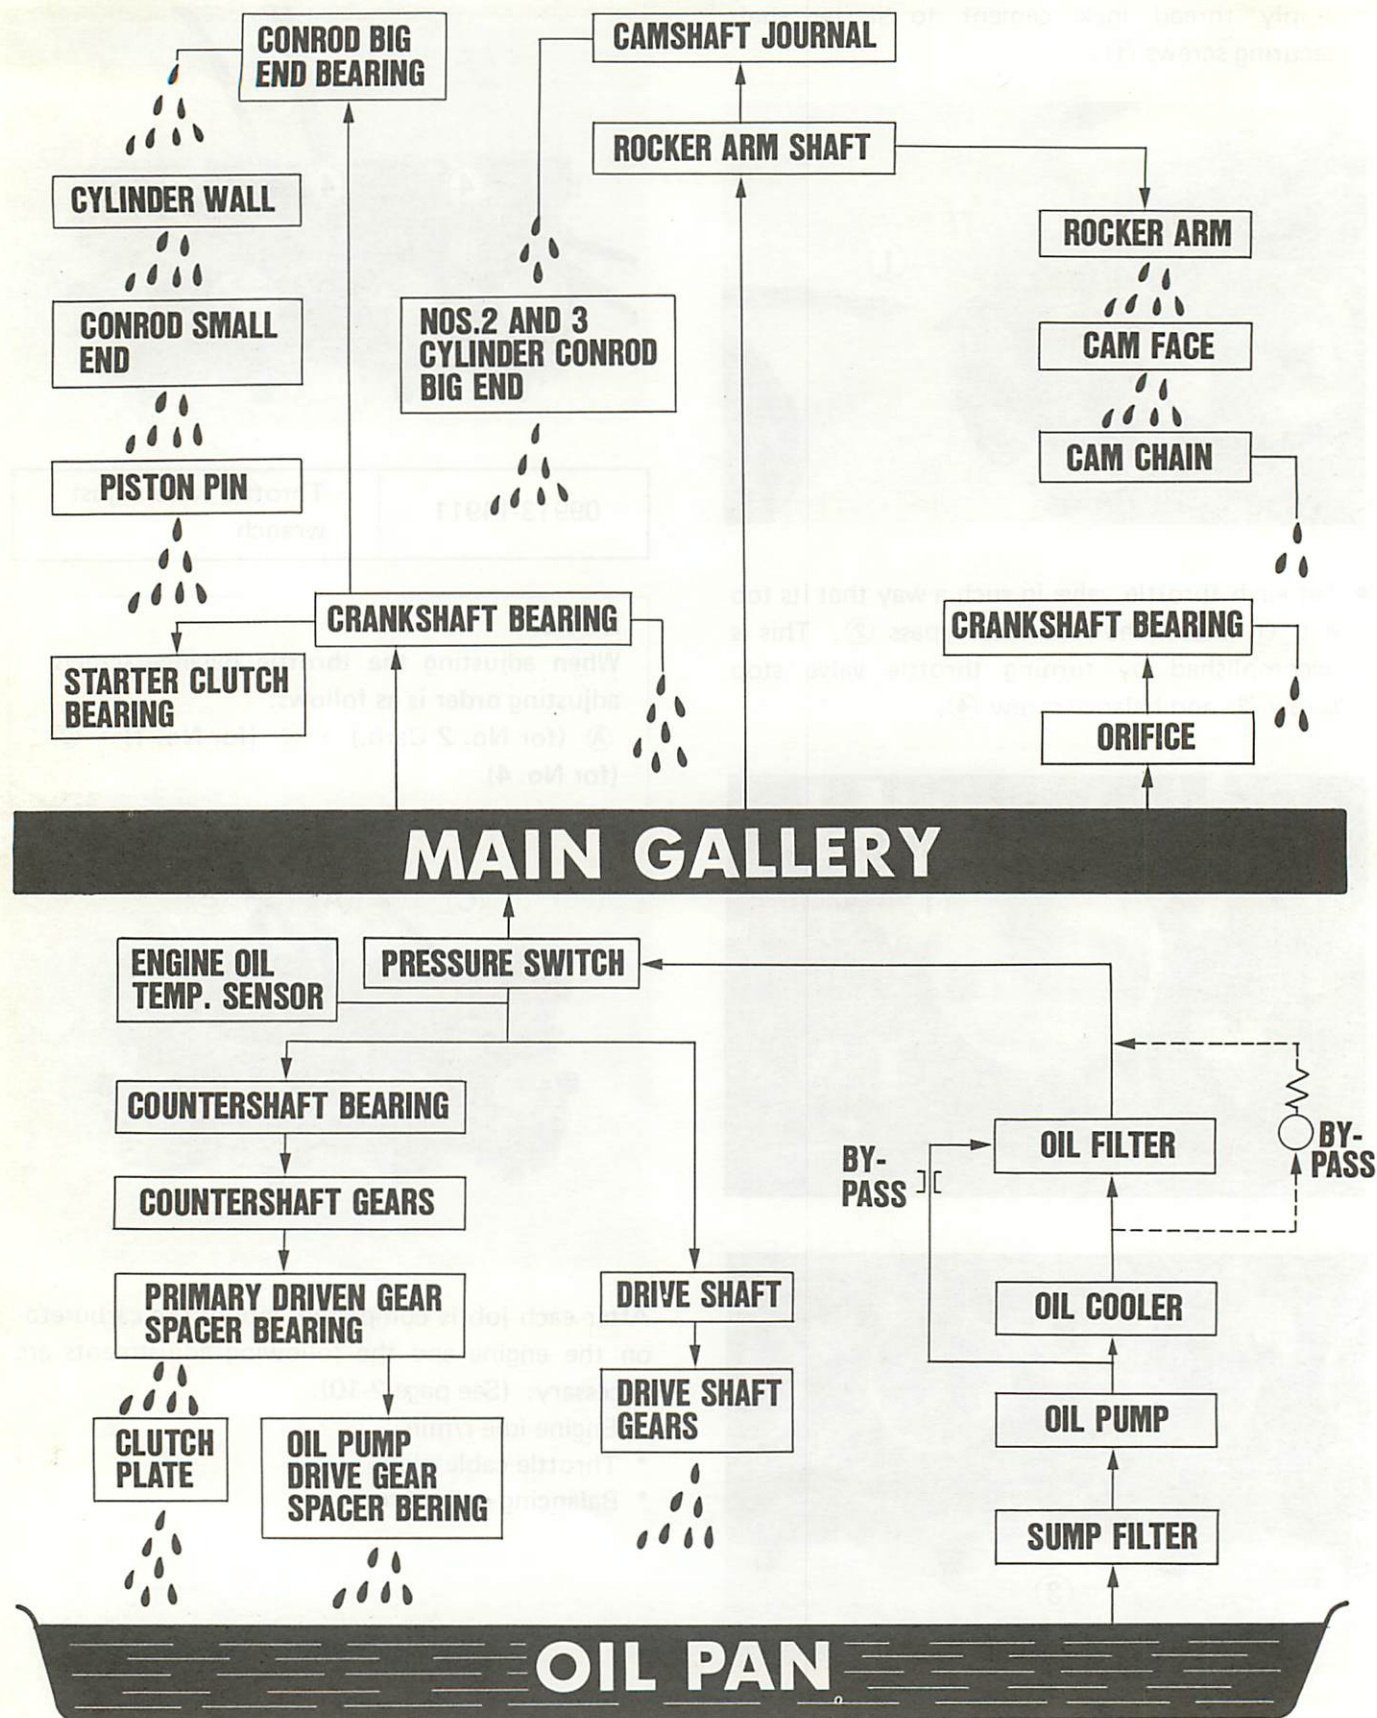 CONROD BIG
END BEARING
CAMSHAFT JOURNAL
ROCKER ARM SHAFT
CYLINDER WALL
ROCKER ARM
CONROD SMALL
END
NOS.2 AND 3
CYLINDER CONROD
BIG END
CAM FACE
CAM CHAIN
PISTON PIN
CRANKSHAFT BEARING
CRANKSHAFT BEARING
STARTER CLUTCH
BEARING
ORIFICE
MAIN GALLERY
ENGINE OIL
TEMP. SENSOR
PRESSURE SWITCH
COUNTERSHAFT BEARING
OIL FILTER
BY-
PASS
BY-
PASS
COUNTERSHAFT GEARS
PRIMARY DRIVEN GEAR
SPACER BEARING
DRIVE SHAFT
OIL COOLER
DRIVE SHAFT
GEARS
OIL PUMP
CLUTCH
PLATE
OIL PUMP
DRIVE GEAR
SPACER BERING
SUMP FILTER
OIL PAN